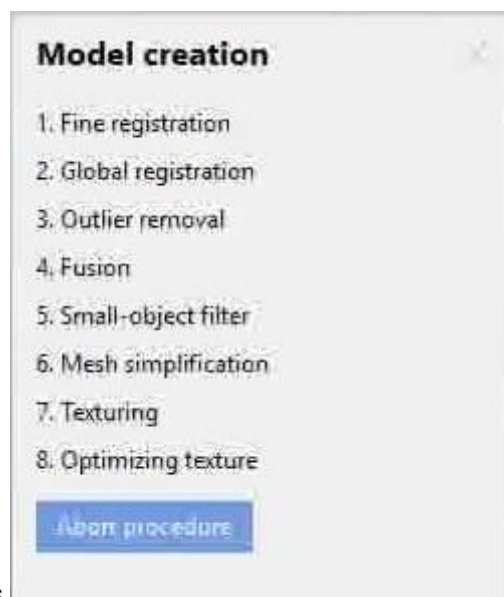 Model creation
1. Fine registration
2. Global registration
3. Outlier removal
4. Fusion
5. Small-object filter
6. Mesh simplification
7. Texturing
8. Optimizing texture
Abort procedure